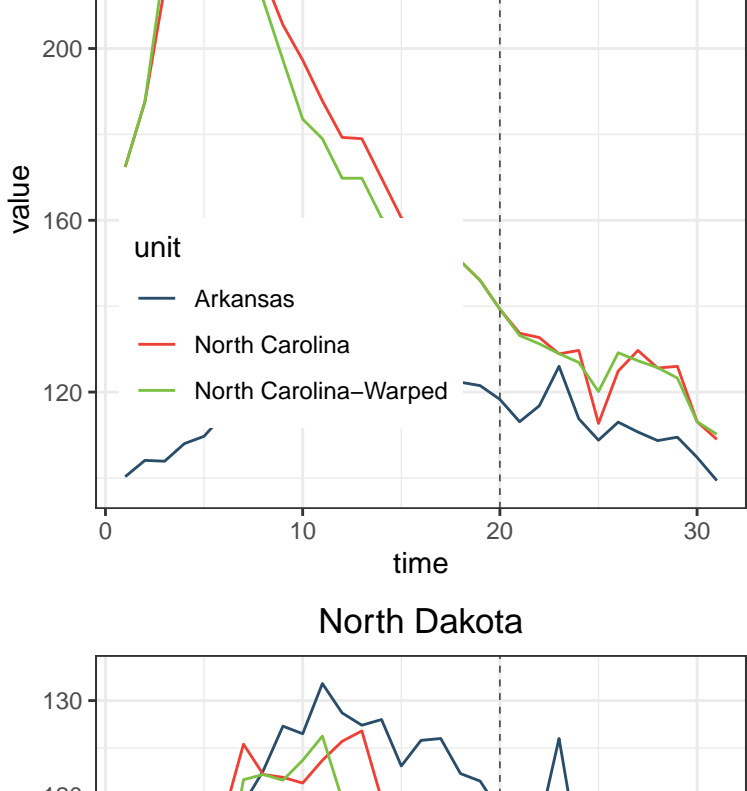 200
160
120
value
unit
Arkansas
North Carolina
North Carolina–Warped
0 10 20 30
time
North Dakota
130